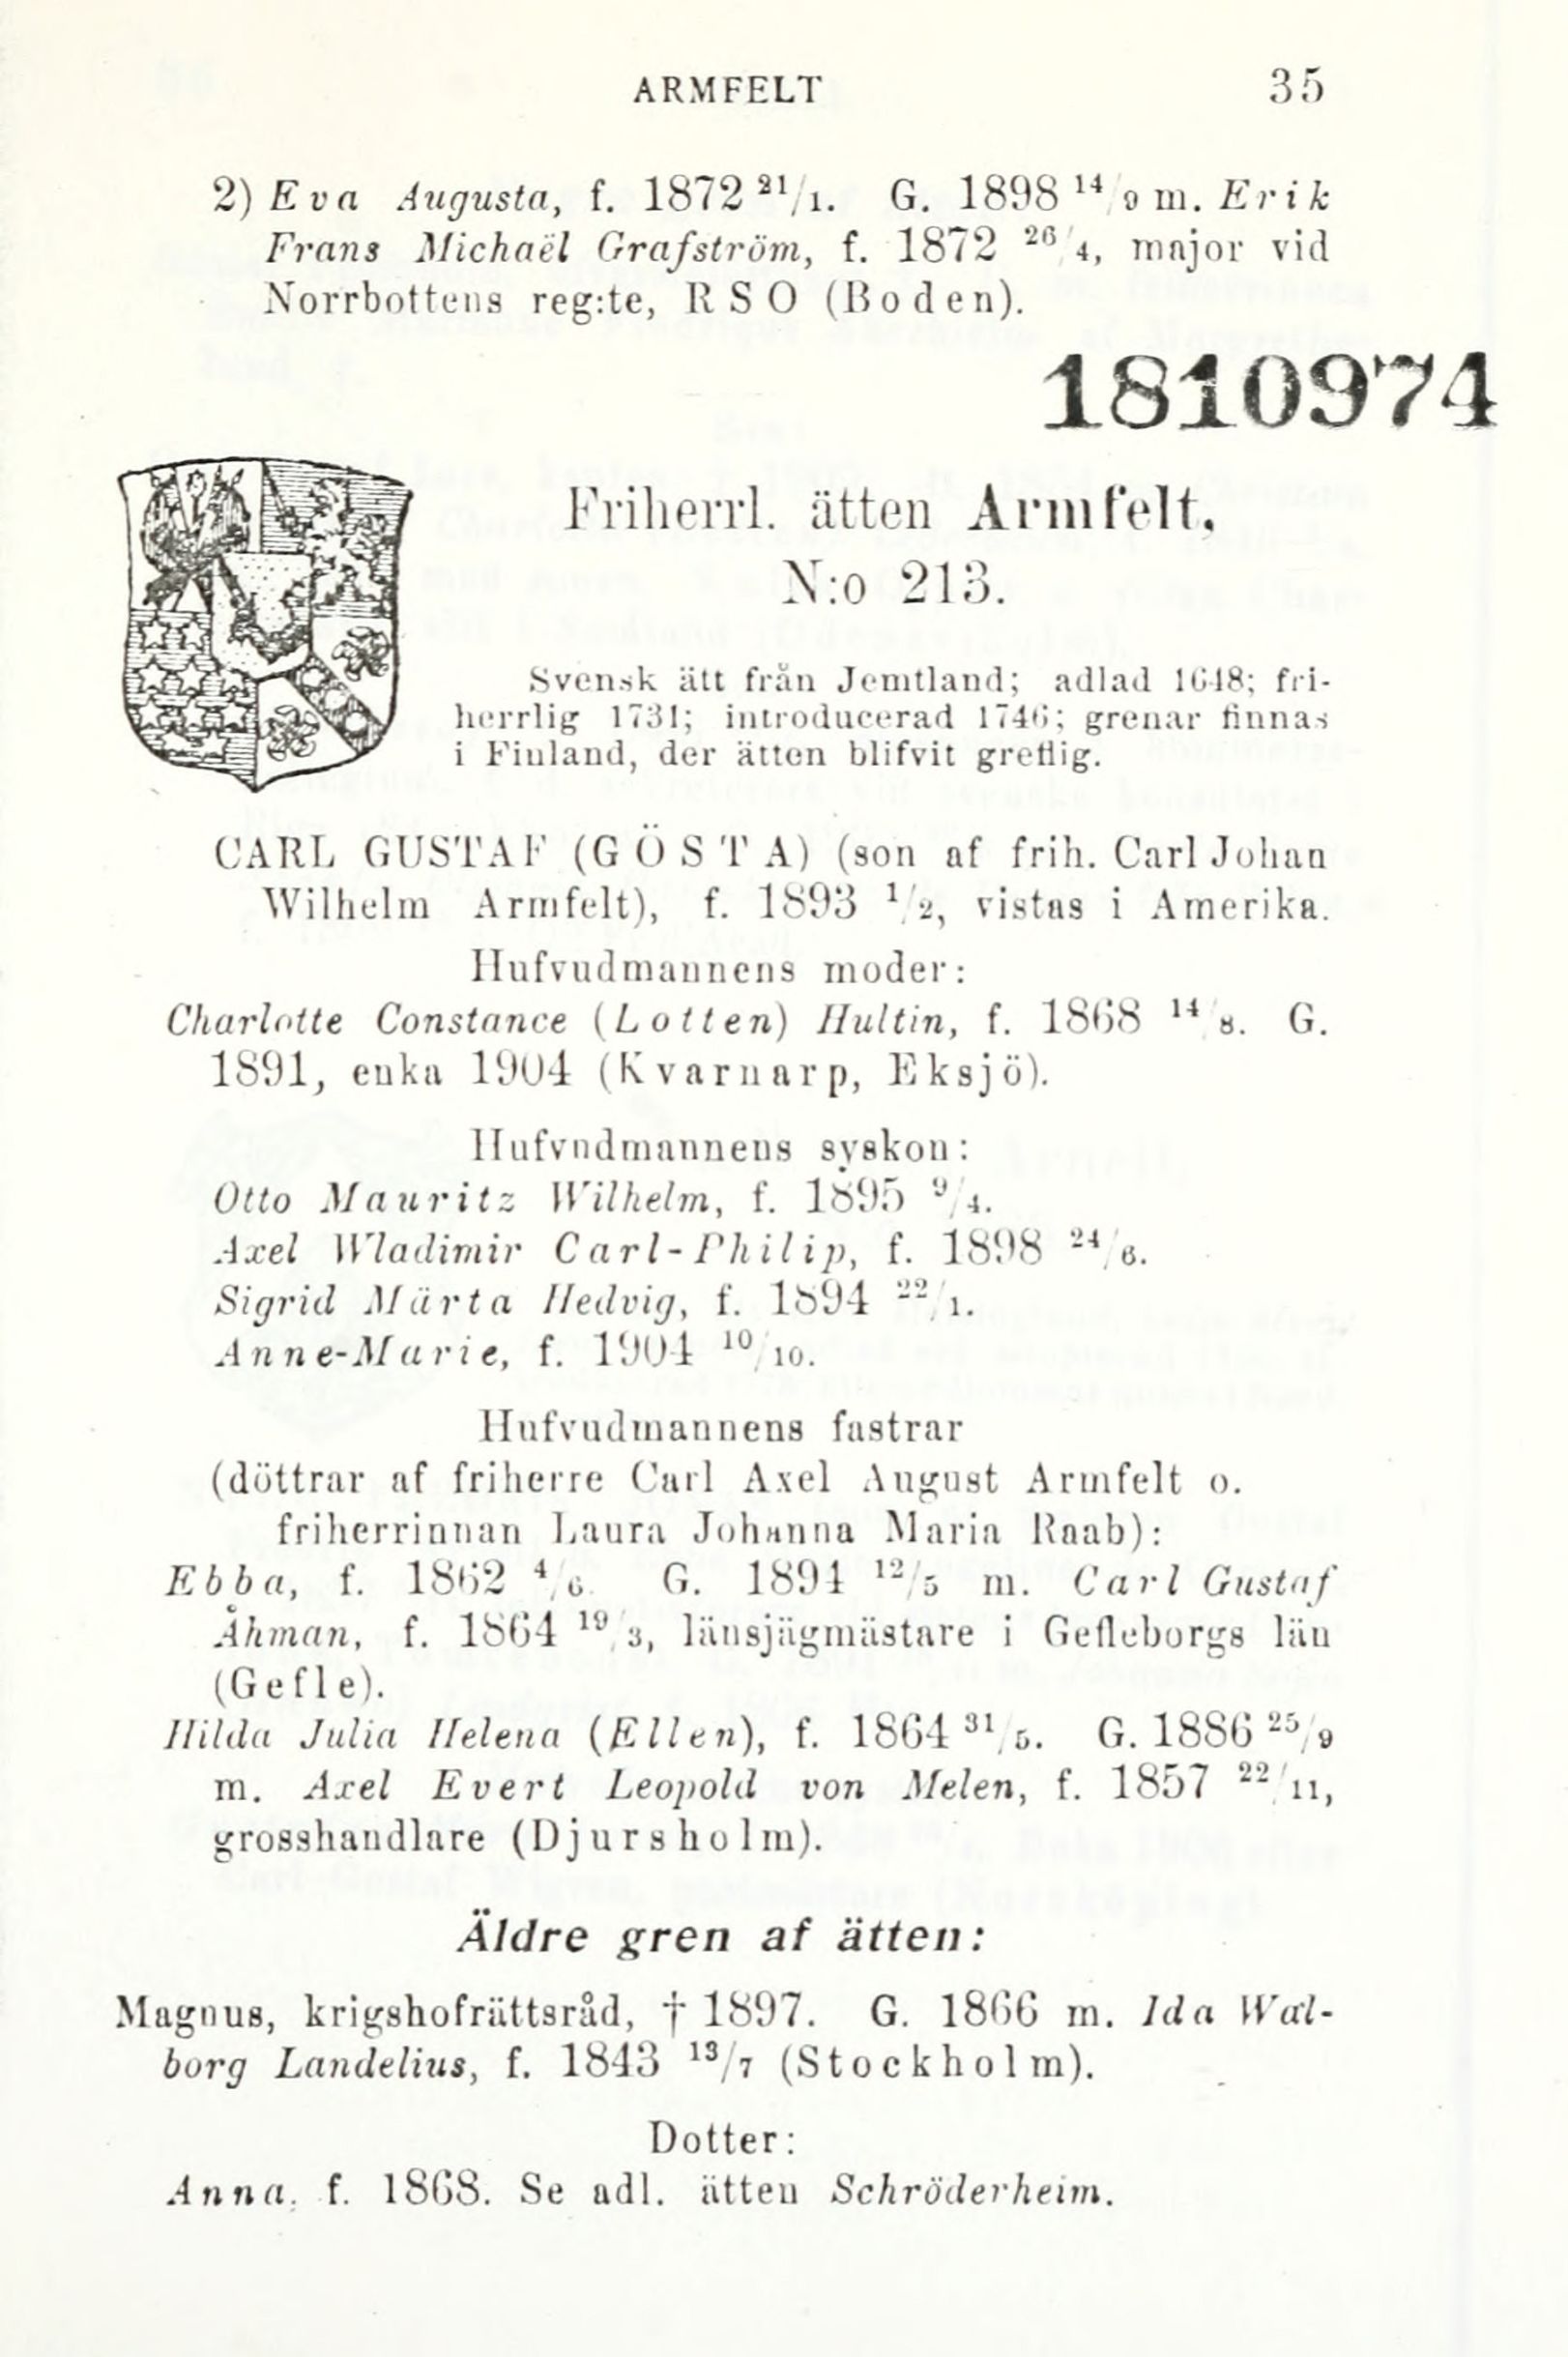 ARMFELT 35
2) Eva Augusta, f. 1872 21/1. G. 1898 14/9 m. Erik
Frans Michaël Grafström, f. 1872 26/4, major vid
Norrbottens reg:te, RSO (Boden).
1810974
Friherrl. ätten Armfelt,
N:o 213.
Svensk ätt från Jemtland; adlad 1648; fri-
herrlig 1731; introducerad 1746; grenar finnas
i Finland, der ätten blifvit greflig.
CARL GUSTAF (GÖSTA) (son af frih. Carl Johan
Wilhelm Armfelt), f. 1893 1/2, vistas i Amerika.
Hufvudmannens moder:
Charlotte Constance (Lotten) Hultin, f. 1868 14/8. G.
1891, enka 1904 (Kvarnarp, Eksjö).
Hufvudmannens syskon:
Otto Mauritz Wilhelm, f. 1895 9/4.
Axel Wladimir Carl-Philip, f. 1898 24/6.
Sigrid Märta Hedvig, f. 1894 22/1.
Anne-Marie, f. 1904 10/10.
Hufvudmannens fastrar
(döttrar af friherre Carl Axel August Armfelt o.
friherrinnan Laura Johanna Maria Raab):
Ebba, f. 1862 4/6. G. 1894 12/5 m. Carl Gustaf
Åhman, f. 1864 19/3, länsjägmästare i Gefleborgs län
(Gefle).
Hilda Julia Helena (Ellen), f. 1864 31/5. G. 1886 25/9
m. Axel Evert Leopold von Melen, f. 1857 22/11,
grosshandlare (Djursholm).
Äldre gren af ätten:
Magnus, krigshofrättsråd, † 1897. G. 1866 m. Ida Wal-
borg Landelius, f. 1843 13/7 (Stockholm).
Dotter:
Anna, f. 1868. Se adl. ätten Schröderheim.